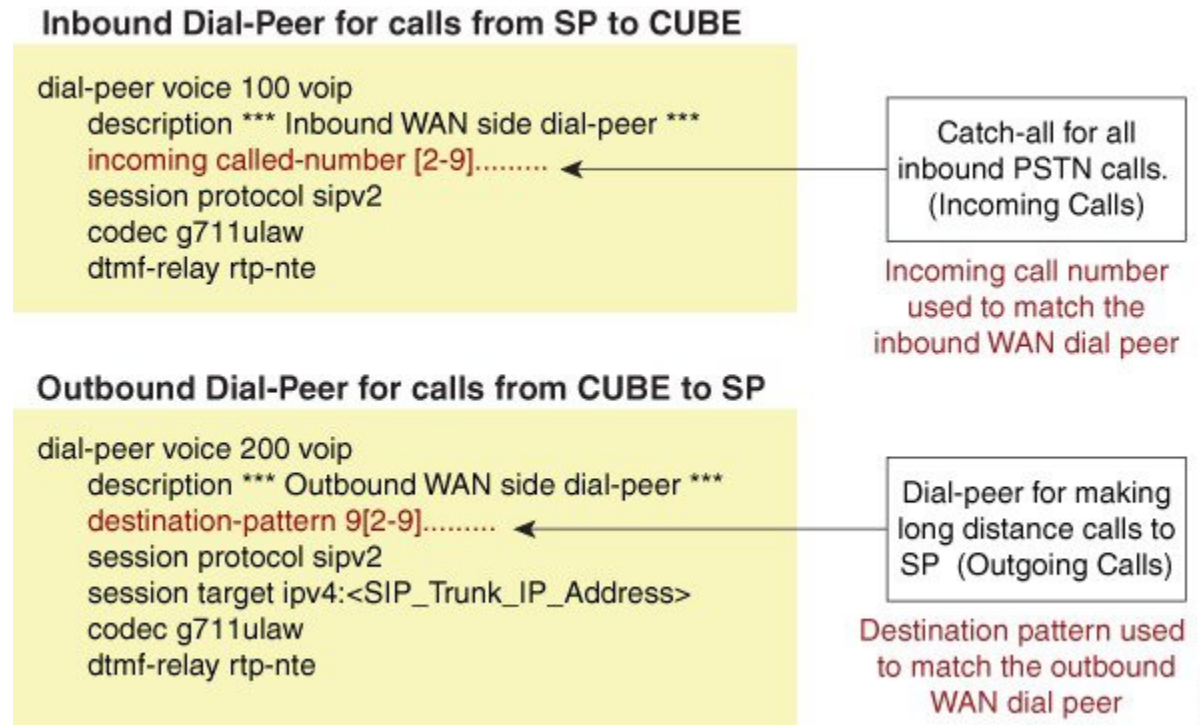 Inbound Dial-Peer for calls from SP to CUBE
dial-peer voice 100 voip
description *** Inbound WAN side dial-peer ***
incoming called-number [2-9].........
session protocol sipv2
codec g711ulaw
dtmf-relay rtp-nte
Catch-all for all
inbound PSTN calls.
(Incoming Calls)
Incoming call number
used to match the
inbound WAN dial peer
Outbound Dial-Peer for calls from CUBE to SP
dial-peer voice 200 voip
description *** Outbound WAN side dial-peer ***
destination-pattern 9[2-9].........
session protocol sipv2
session target ipv4:<SIP_Trunk_IP_Address>
codec g711ulaw
dtmf-relay rtp-nte
Dial-peer for making
long distance calls to
SP (Outgoing Calls)
Destination pattern used
to match the outbound
WAN dial peer